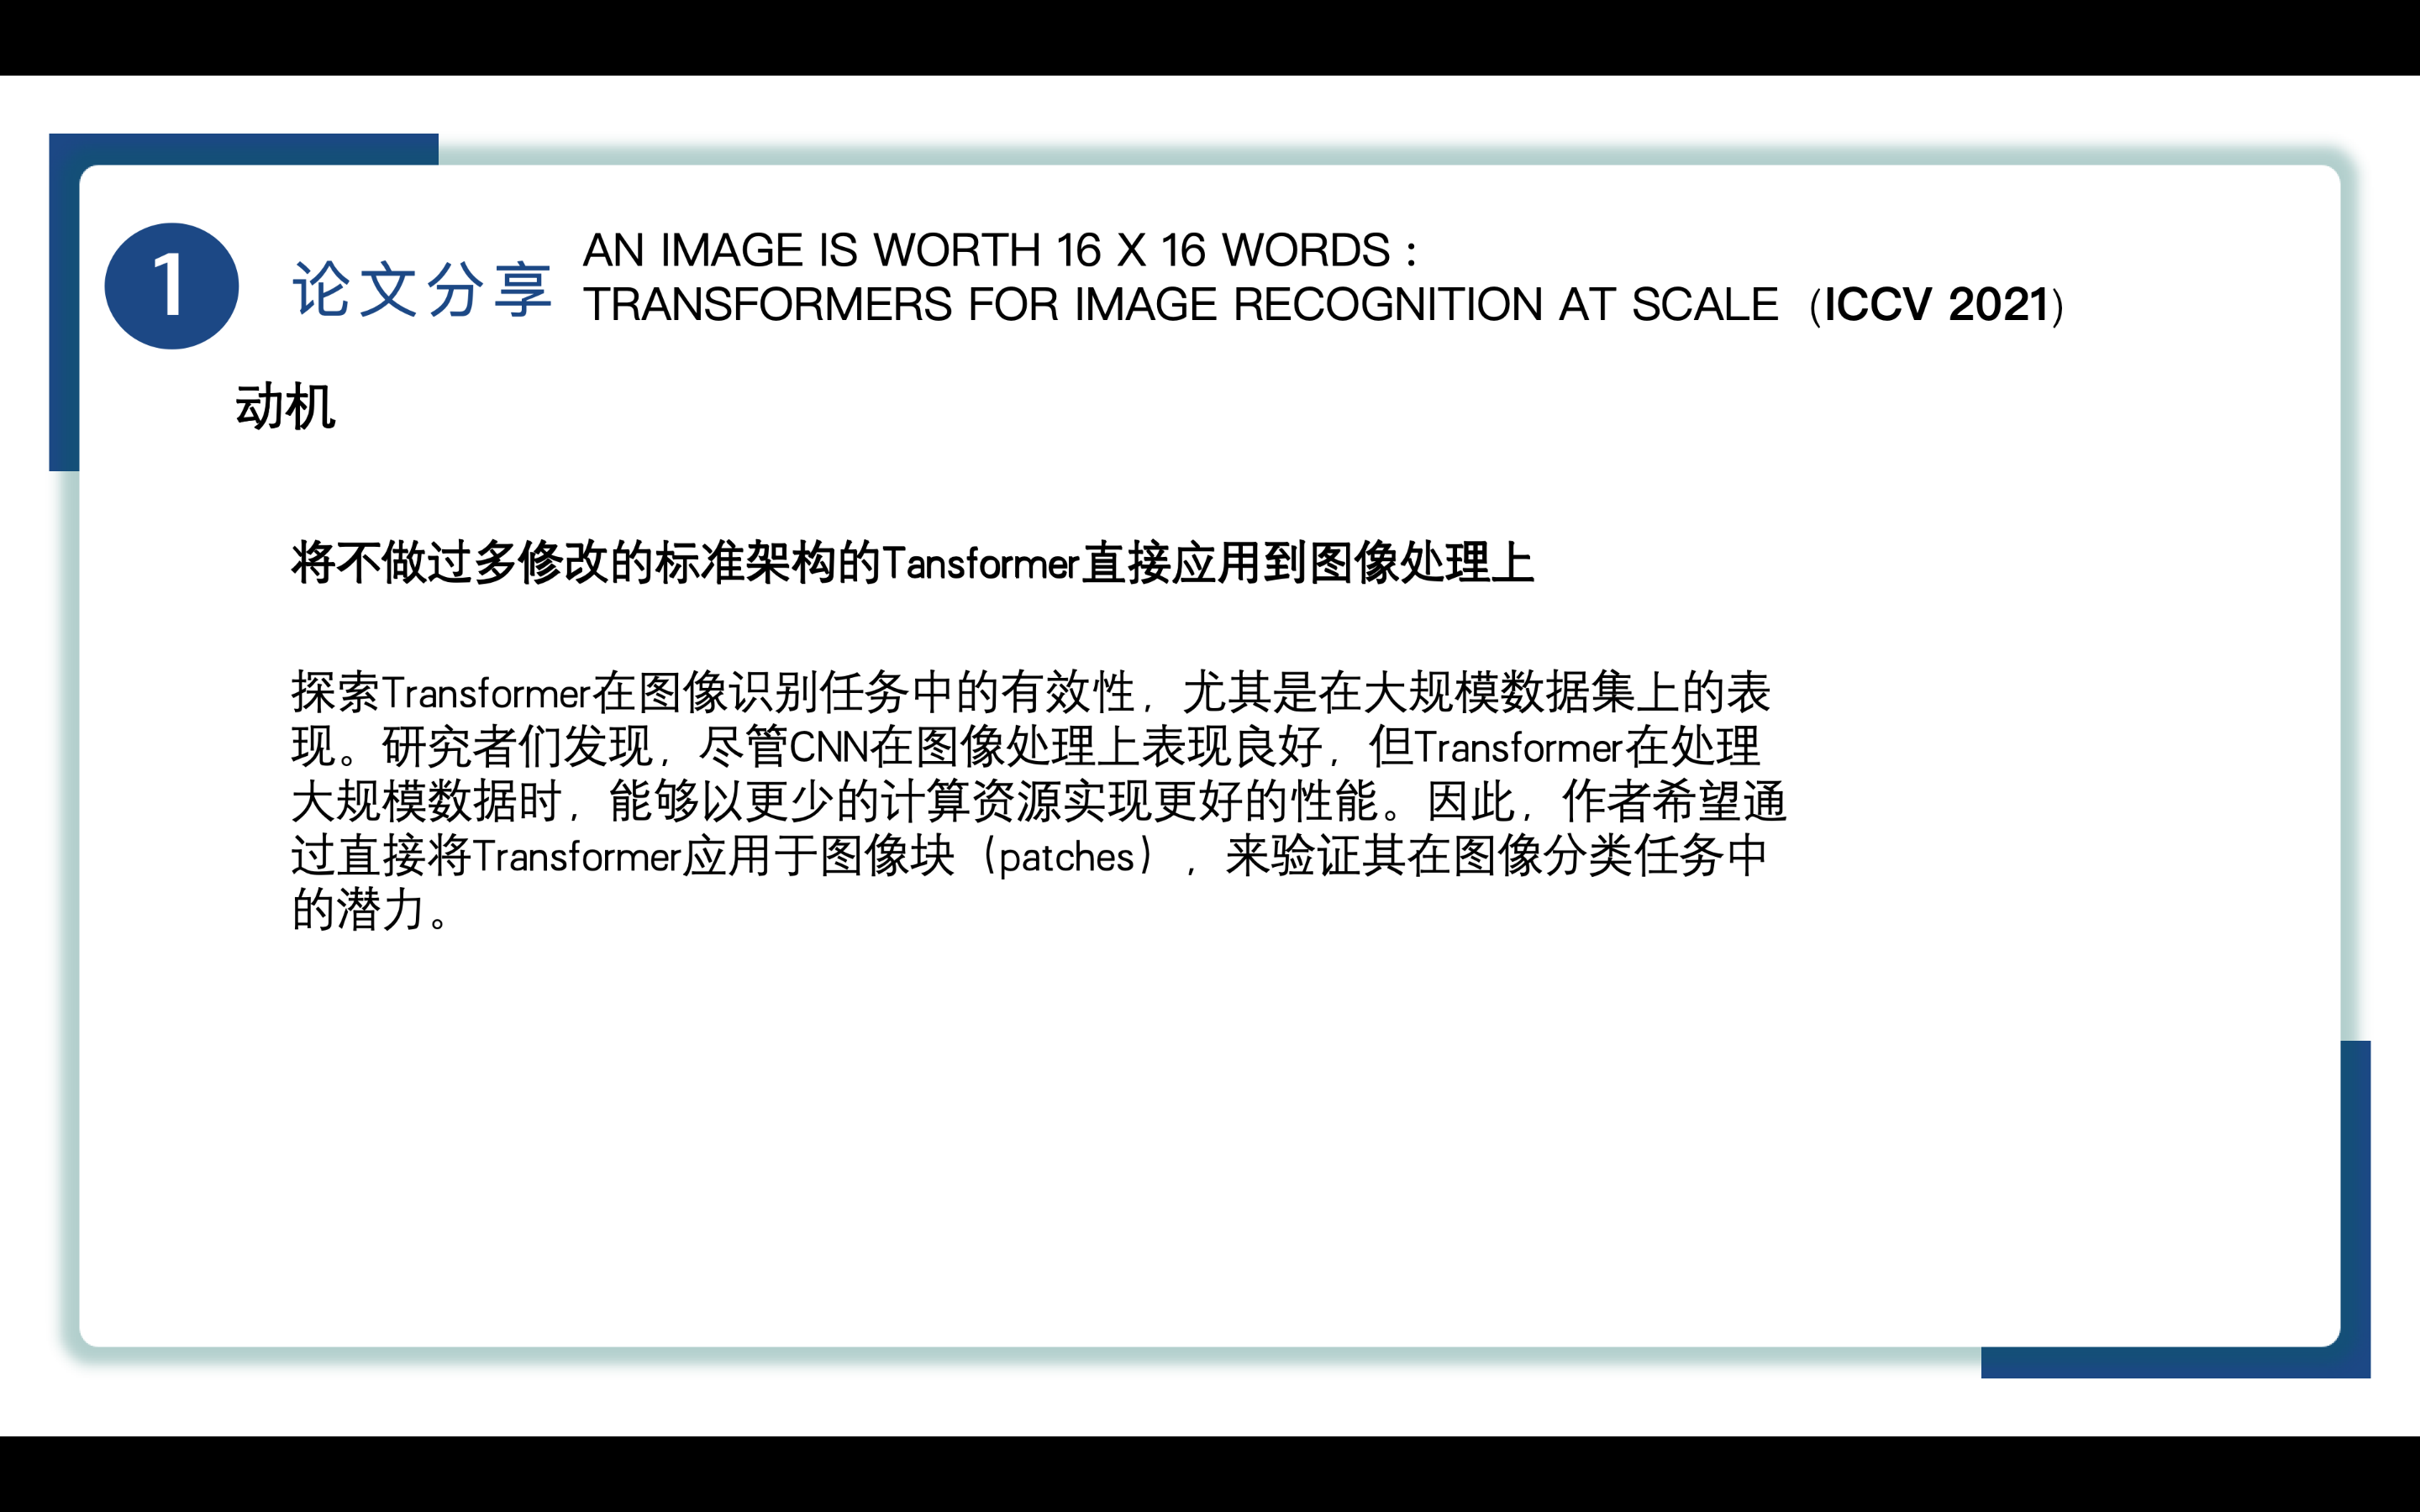 1
论文分享
AN IMAGE IS WORTH 16 X 16 WORDS :
TRANSFORMERS FOR IMAGE RECOGNITION AT SCALE（ICCV 2021）
动机
将不做过多修改的标准架构的Tansformer直接应用到图像处理上
探索Transformer在图像识别任务中的有效性，尤其是在大规模数据集上的表
现。研究者们发现，尽管CNN在图像处理上表现良好，但Transformer在处理
大规模数据时，能够以更少的计算资源实现更好的性能。因此，作者希望通
过直接将Transformer应用于图像块（patches），来验证其在图像分类任务中
的潜力。